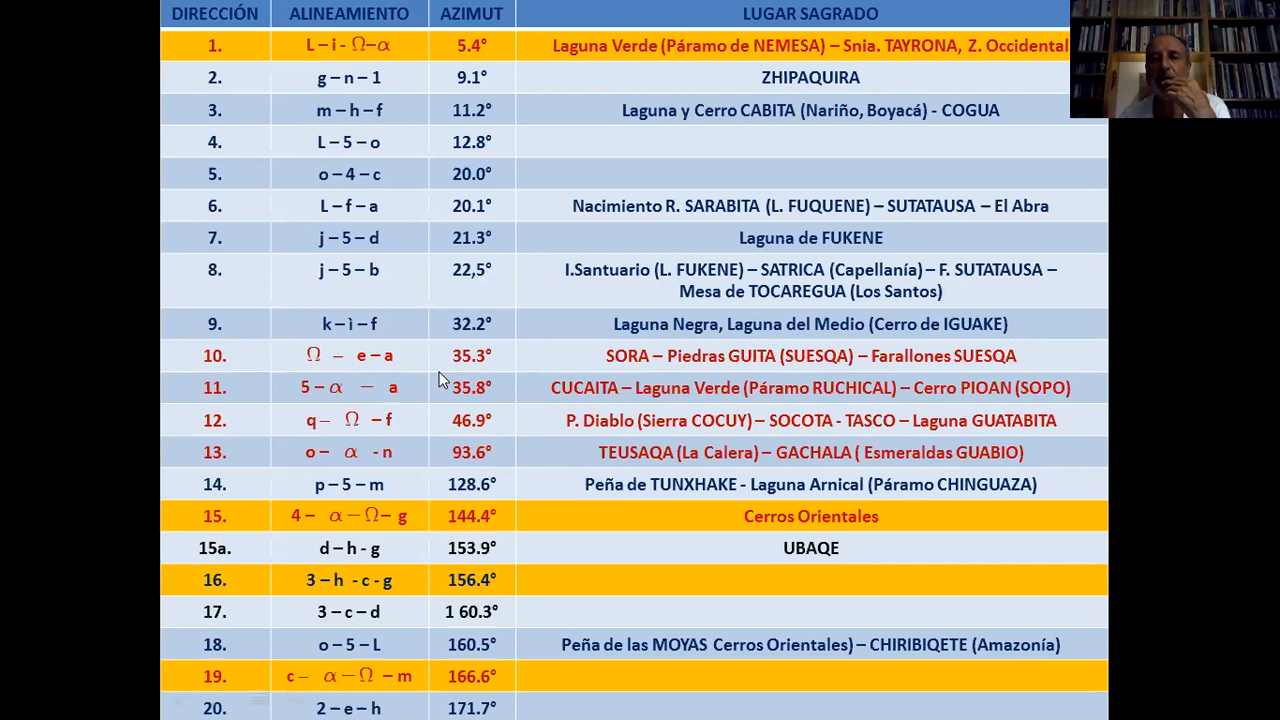 DIRECCIÓN ALINEAMIENTO AZIMUT LUGAR SAGRADO
1. L – i - Ω – α 5.4° Laguna Verde (Páramo de NEMESA) – Snia. TAYRONA, Z. Occidental
2. g – n – 1 9.1° ZHIPAQUIRA
3. m – h – f 11.2° Laguna y Cerro CABITA (Nariño, Boyacá) - COGUA
4. L – 5 – o 12.8°
5. o – 4 – c 20.0°
6. L – f – a 20.1° Nacimiento R. SARABITA (L. FUQUENE) – SUTATAUSA – El Abra
7. j – 5 – d 21.3° Laguna de FUKENE
8. j – 5 – b 22,5° I.Santuario (L. FUKENE) – SATRICA (Capellanía) – F. SUTATAUSA –
Mesa de TOCAREGUA (Los Santos)
9. k – ì – f 32.2° Laguna Negra, Laguna del Medio (Cerro de IGUAKE)
10. Ω – e – a 35.3° SORA – Piedras GUITA (SUESQA) – Farallones SUESQA
11. 5 – α – a 35.8° CUCAITA – Laguna Verde (Páramo RUCHICAL) – Cerro PIOAN (SOPO)
12. q – Ω – f 46.9° P. Diablo (Sierra COCUY) – SOCOTA - TASCO – Laguna GUATABITA
13. o – α - n 93.6° TEUSAQA (La Calera) – GACHALA ( Esmeraldas GUABIO)
14. p – 5 – m 128.6° Peña de TUNXHAKE - Laguna Arnical (Páramo CHINGUAZA)
15. 4 – α – Ω – g 144.4° Cerros Orientales
15a. d – h - g 153.9° UBAQE
16. 3 – h - c - g 156.4°
17. 3 – c – d 1 60.3°
18. o – 5 – L 160.5° Peña de las MOYAS Cerros Orientales) – CHIRIBIQETE (Amazonía)
19. c – α – Ω – m 166.6°
20. 2 – e – h 171.7°